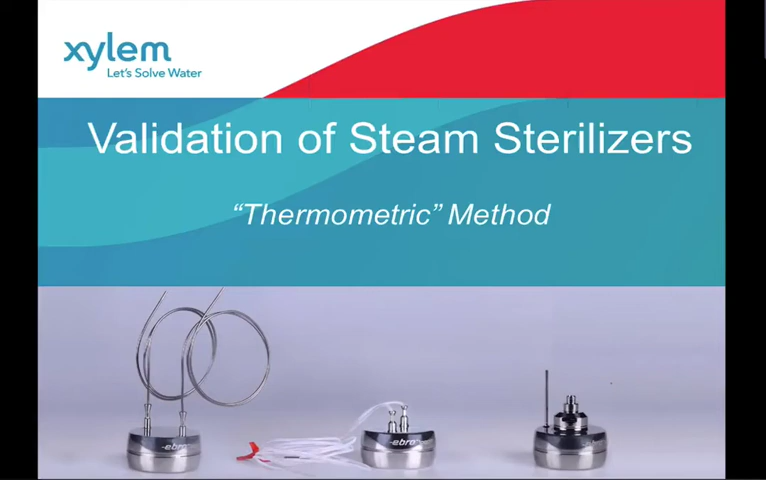 xylem
Let's Solve Water
Validation of Steam Sterilizers
“Thermometric” Method
-ebro-
-ebro-